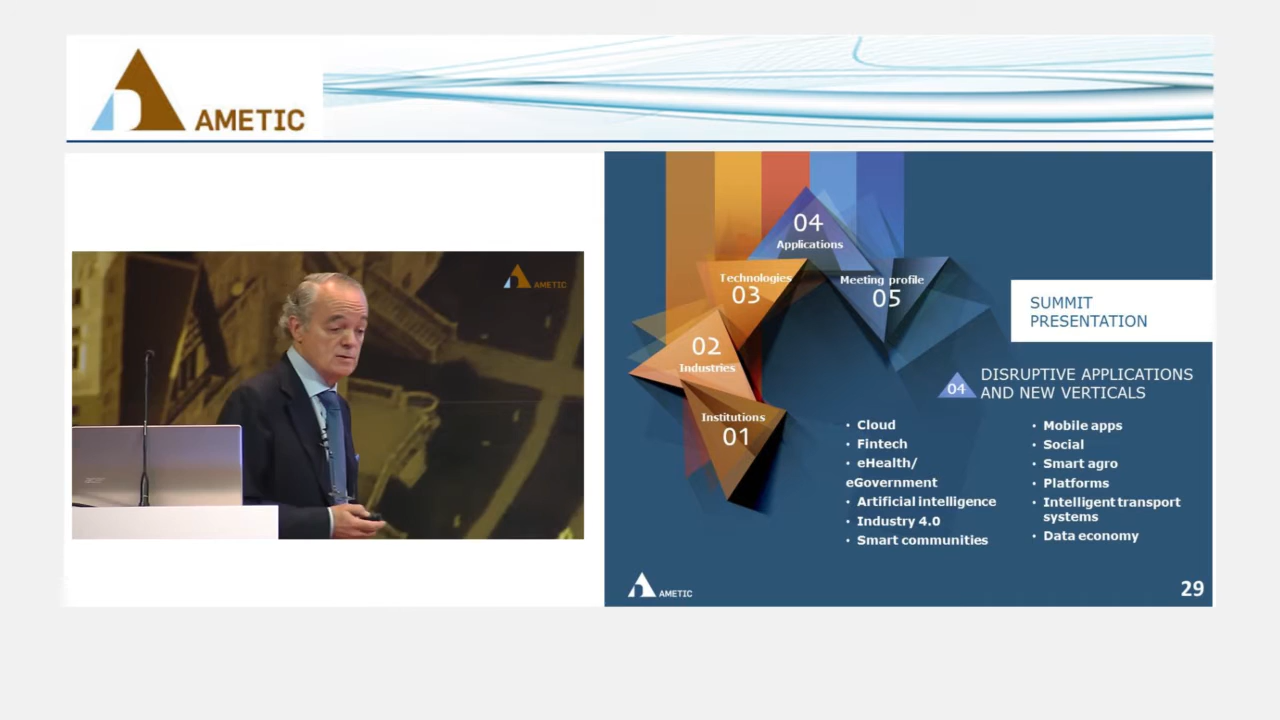 AMETIC
AMETIC
04
Applications
Technologies
03
Meeting profile
05
02
Industries
Institutions
01
SUMMIT
PRESENTATION
04
DISRUPTIVE APPLICATIONS
AND NEW VERTICALS
· Cloud
· Fintech
· eHealth/
eGovernment
· Artificial intelligence
· Industry 4.0
· Smart communities
· Mobile apps
· Social
· Smart agro
· Platforms
· Intelligent transport
systems
· Data economy
AMETIC
29